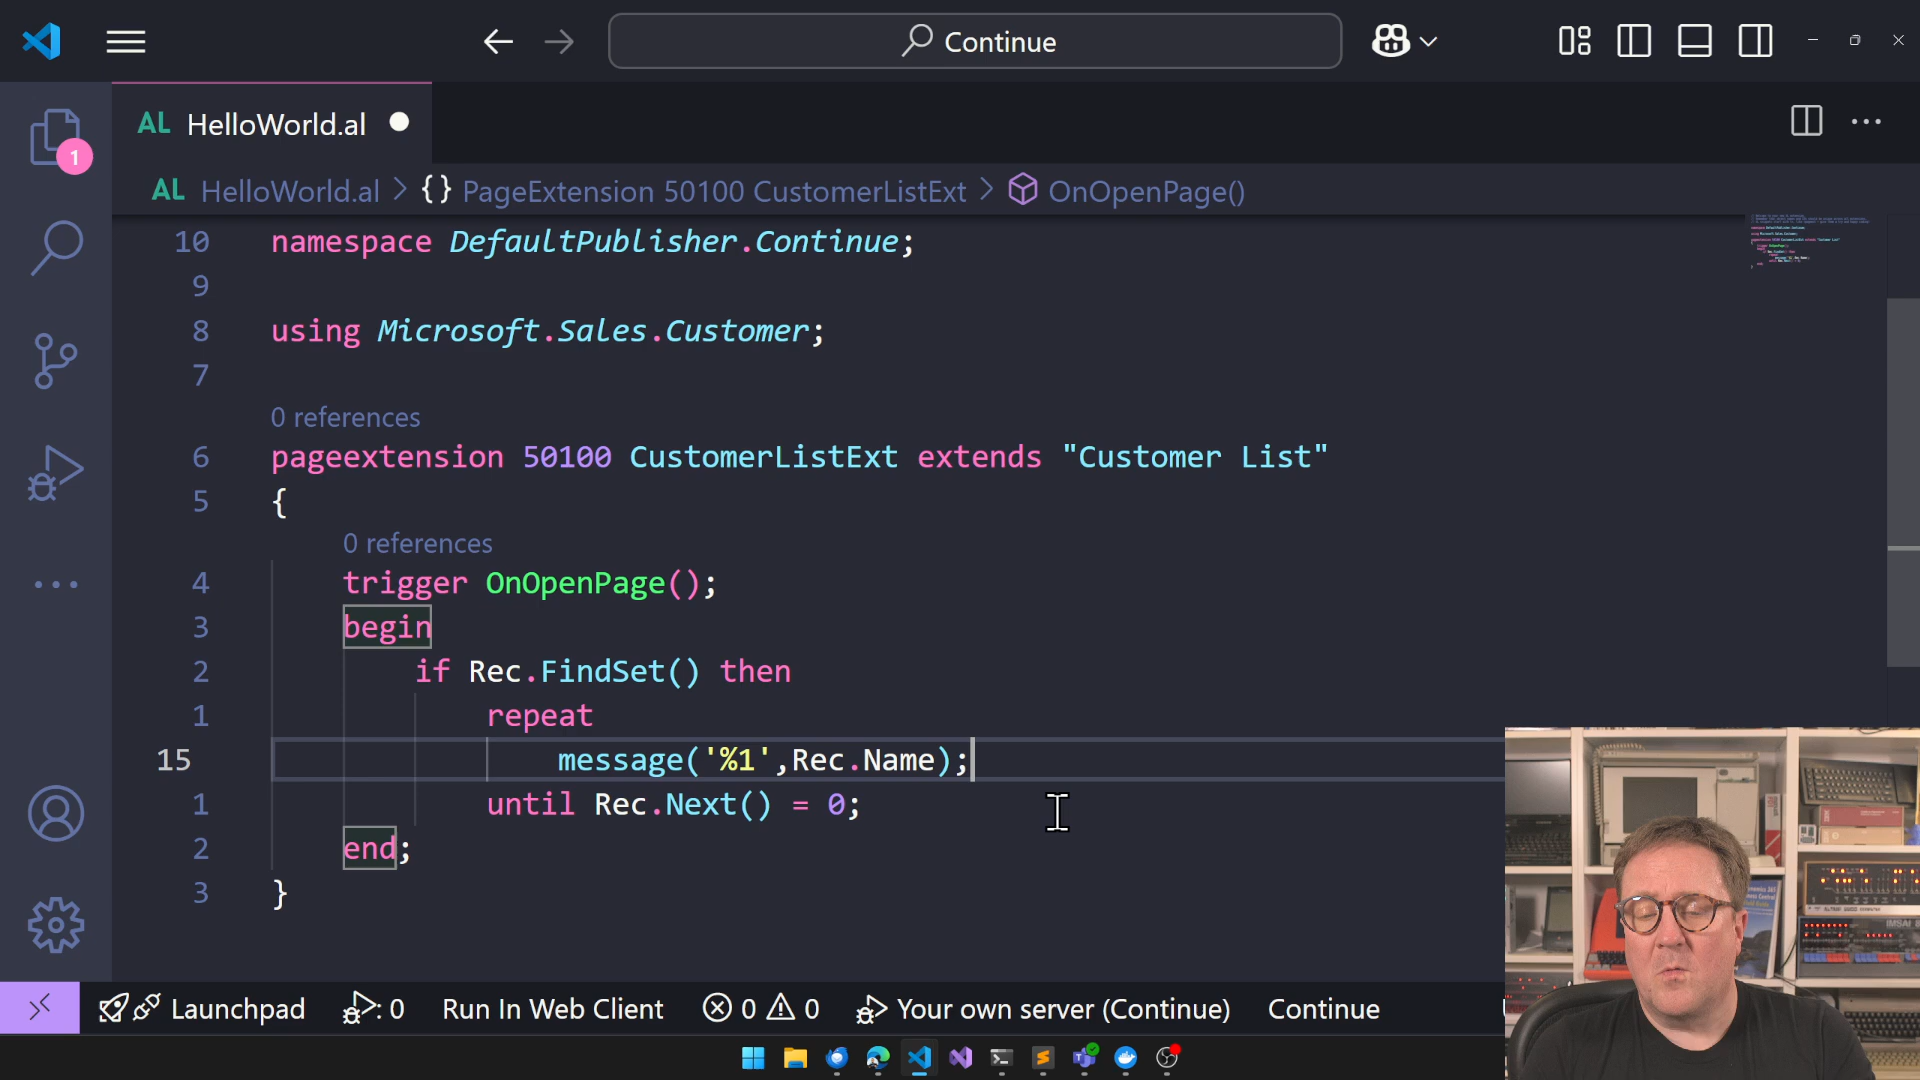 Continue
AL HelloWorld.al
1
AL HelloWorld.al > {} PageExtension 50100 CustomerListExt > OnOpenPage()
10 namespace DefaultPublisher.Continue;
9
8 using Microsoft.Sales.Customer;
7
0 references
6 pageextension 50100 CustomerListExt extends "Customer List"
5 {
0 references
4 trigger OnOpenPage();
3 begin
2 if Rec.FindSet() then
1 repeat
15 message('%1',Rec.Name);
1 until Rec.Next() = 0;
2 end;
3 }
Launchpad : 0 Run In Web Client 0 0 Your own server (Continue) Continue